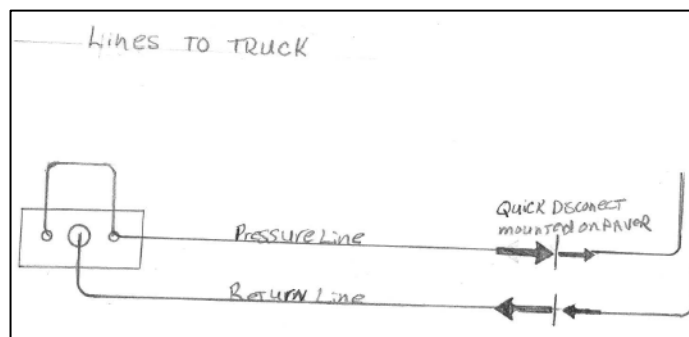 Lines TO TRUCK
Quick Disconect
mounted on PAVER
Pressure Line
Return Line